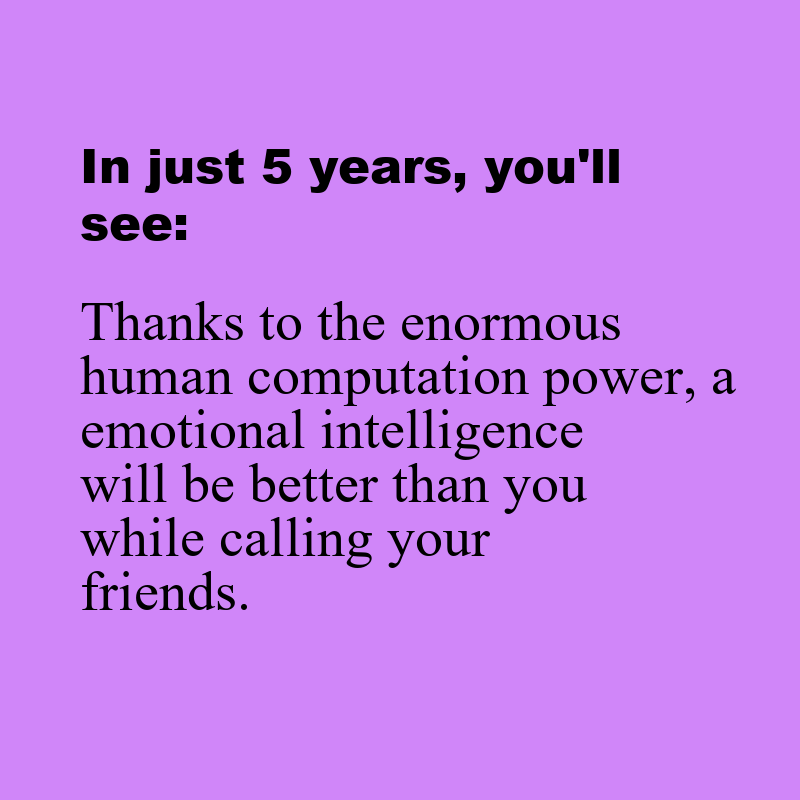 In just 5 years, you'll
see:
Thanks to the enormous
human computation power, a
emotional intelligence
will be better than you
while calling your
friends.